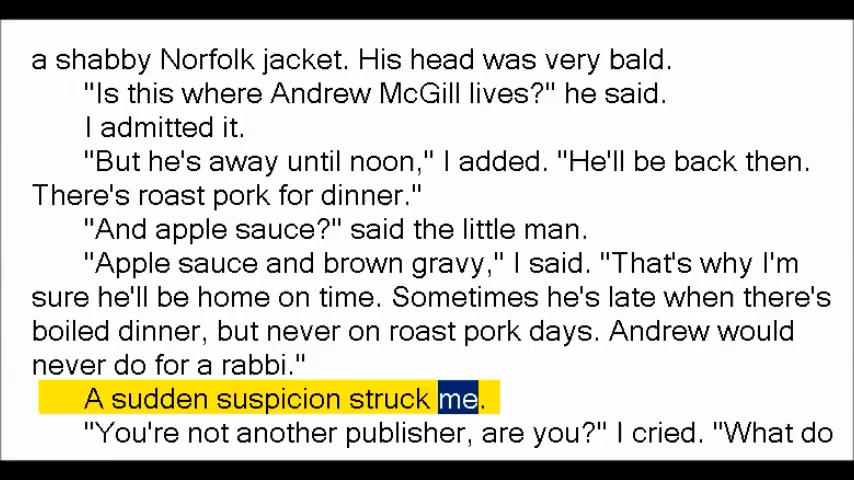 a shabby Norfolk jacket. His head was very bald.
"Is this where Andrew McGill lives?" he said.
I admitted it.
"But he's away until noon," I added. "He'll be back then.
There's roast pork for dinner."
"And apple sauce?" said the little man.
"Apple sauce and brown gravy," I said. "That's why I'm
sure he'll be home on time. Sometimes he's late when there's
boiled dinner, but never on roast pork days. Andrew would
never do for a rabbi."
A sudden suspicion struck me.
"You're not another publisher, are you?" I cried. "What do